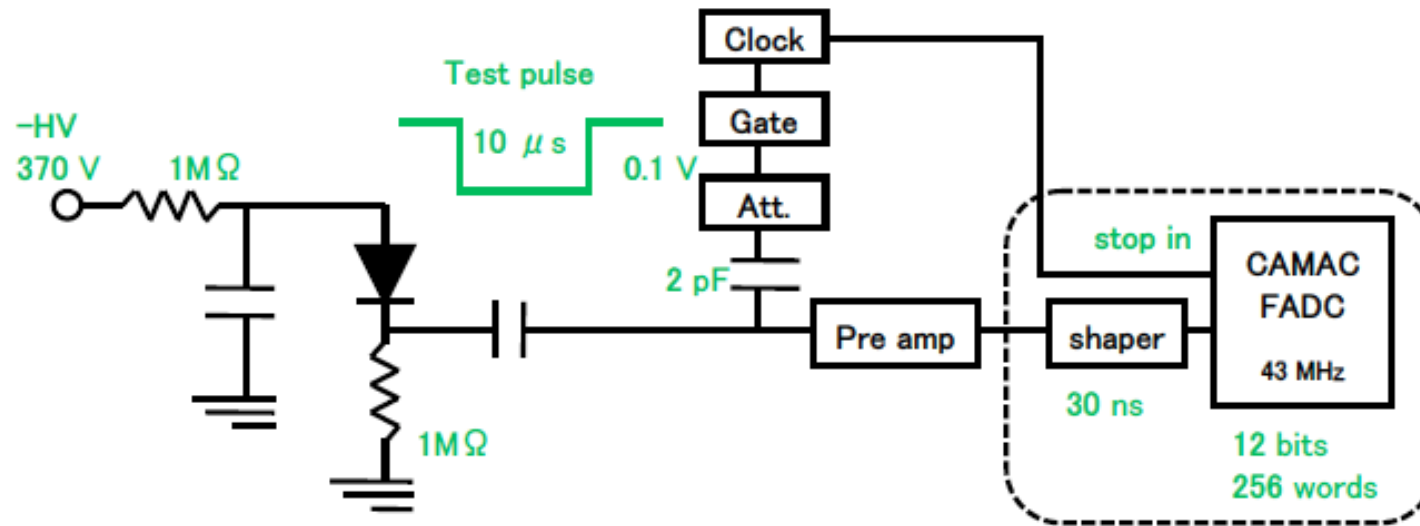 Clock
Test pulse
-HV
370 V
1MΩ
10 μs
Gate
0.1 V
Att.
2 pF
stop in
CAMAC
FADC
43 MHz
Pre amp
shaper
30 ns
1MΩ
12 bits
256 words